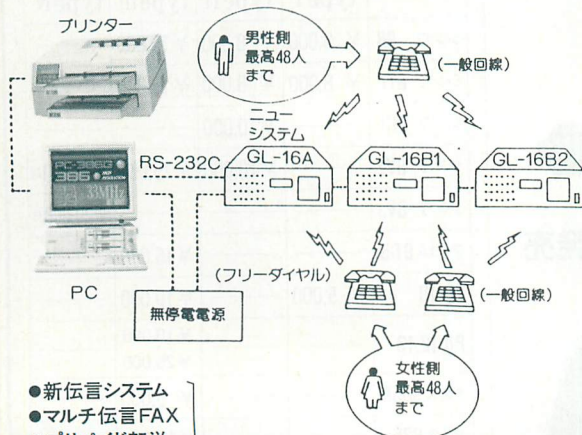 プリンター
男性側
最高48人
まで
(一般回線)
ニュー
システム
RS-232C
GL-16A
GL-16B1
GL-16B2
PC-386G
386
33MHz
PC
無停電電源
(フリーダイヤル)
(一般回線)
女性側
最高48人
まで
●新伝言システム
●マルチ伝言FAX